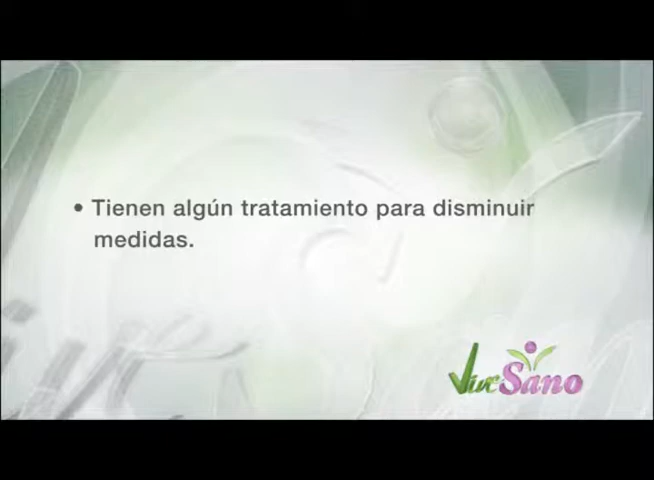 • Tienen algún tratamiento para disminuir
medidas.
VivSano